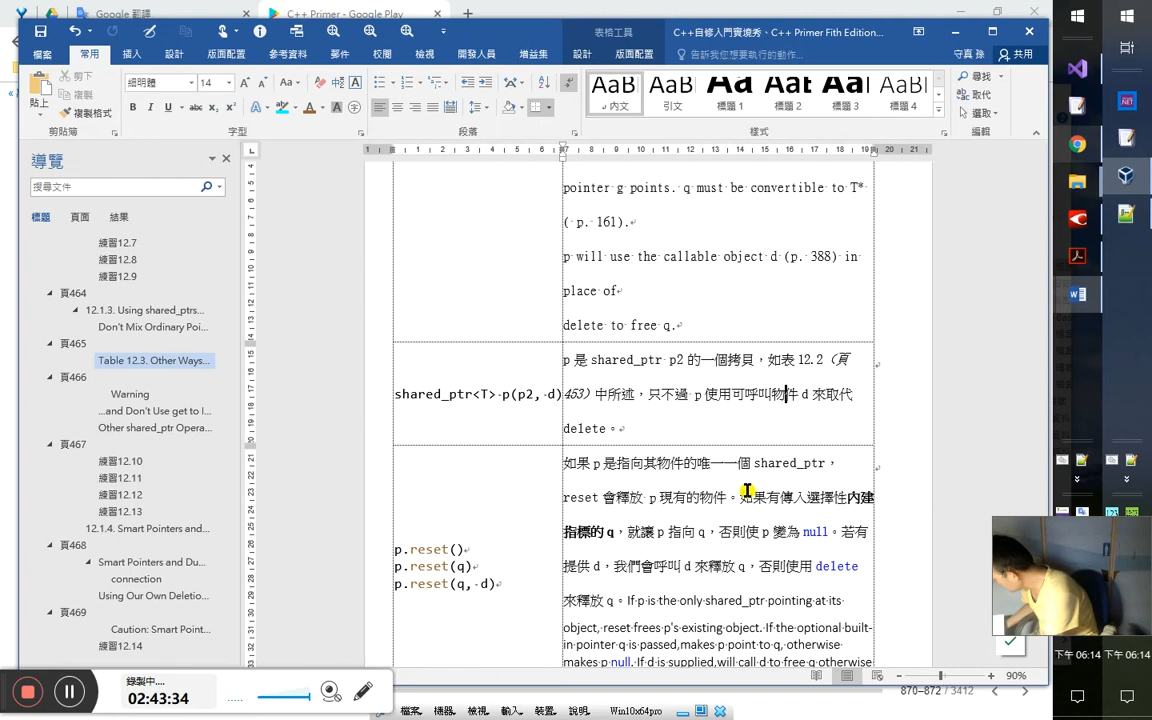 Google 翻譯
C++ Primer - Google Play
表格工具
C++自修入門實境秀、C++ Primer Fith Edition...
檔案
常用
插入
設計
版面配置
參考資料
郵件
校閱
檢視
開發人員
增益集
設計
版面配置
告訴我您想要執行的動作...
守真 孫
共用
貼上
剪下
複製
複製格式
細明體
14
AaB
AaB
Aa
Aat
AaB
AaB
內文
引文
標題 1
標題 2
標題 3
標題 4
尋找
取代
選取
剪貼簿
字型
段落
樣式
編輯
導覽
搜尋文件
標題
頁面
結果
練習12.7
練習12.8
練習12.9
頁464
12.1.3. Using shared_ptrs...
Don't Mix Ordinary Poi...
頁465
Table 12.3. Other Ways...
頁466
Warning
...and Don't Use get to I...
Other shared_ptr Opera...
頁467
練習12.10
練習12.11
練習12.12
練習12.13
12.1.4. Smart Pointers and...
頁468
Smart Pointers and Du...
connection
Using Our Own Deletio...
頁469
Caution: Smart Point...
練習12.14
pointer g points. q must be convertible to T*
( p. 161).
p will use the callable object d (p. 388) in
place of
delete to free q.
shared_ptr<T> p(p2, d)
p 是 shared_ptr p2 的一個拷貝，如表 12.2（頁
453）中所述，只不過 p 使用可呼叫物件 d 來取代
delete。
p.reset()
p.reset(q)
p.reset(q, d)
如果 p 是指向其物件的唯一一個 shared_ptr，
reset 會釋放 p 現有的物件。如果有傳入選擇性內建
指標的 q，就讓 p 指向 q，否則使 p 變為 null。若有
提供 d，我們會呼叫 d 來釋放 q，否則使用 delete
來釋放 q。If p is the only shared_ptr pointing at its
object, reset frees p's existing object. If the optional built-
in pointer q is passed,makes p point to q, otherwise
makes p null. If d is supplied,will call d to free q otherwise
90%
870–872 / 3412
錄製中...
02:43:34
檔案
機器
檢視
輸入
裝置
說明
Win10x64pro
下午 06:14
下午 06:14